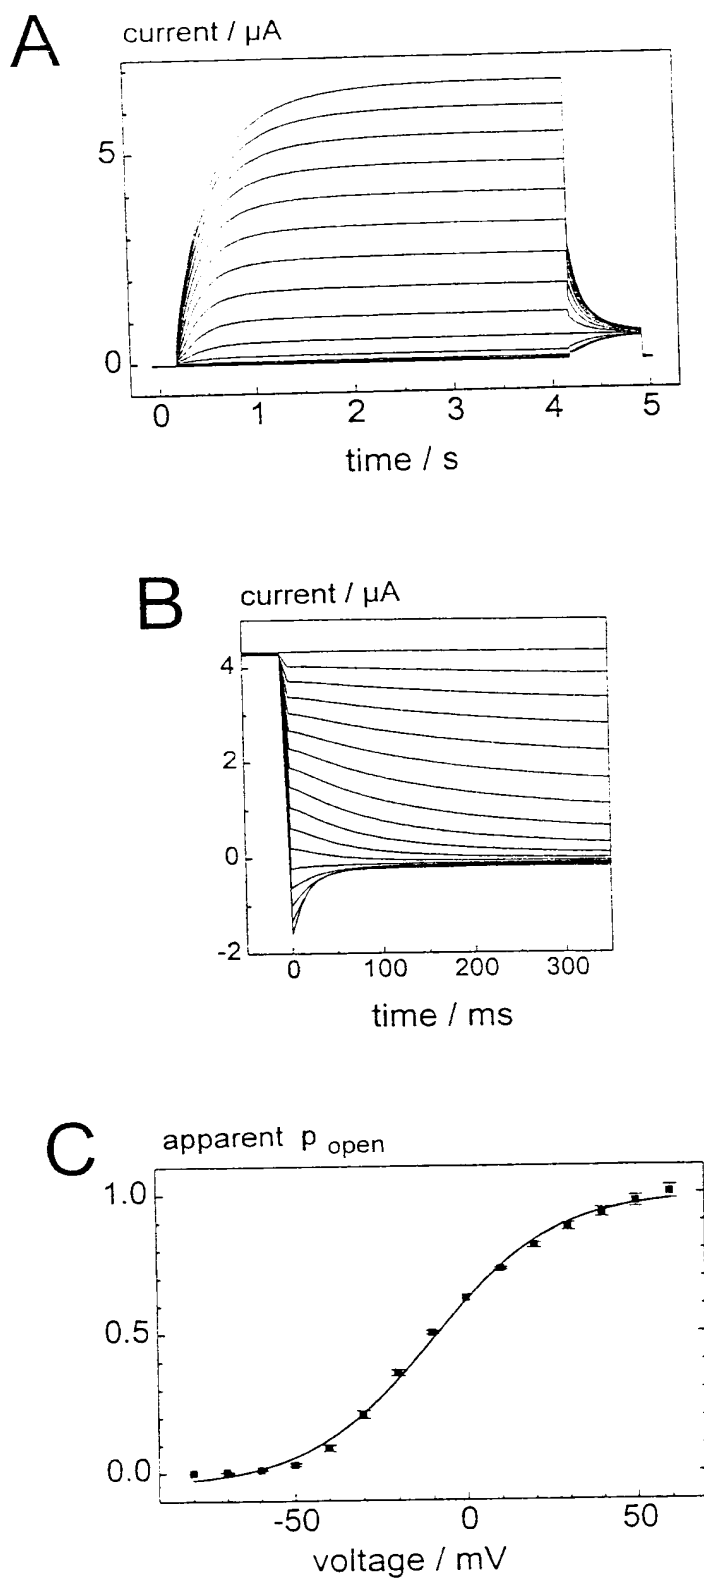 A
current / µA
5
0
0 1 2 3 4 5
time / s
B
current / µA
4
2
0
-2
0 100 200 300
time / ms
C
apparent p open
1.0
0.5
0.0
-50 0 50
voltage / mV